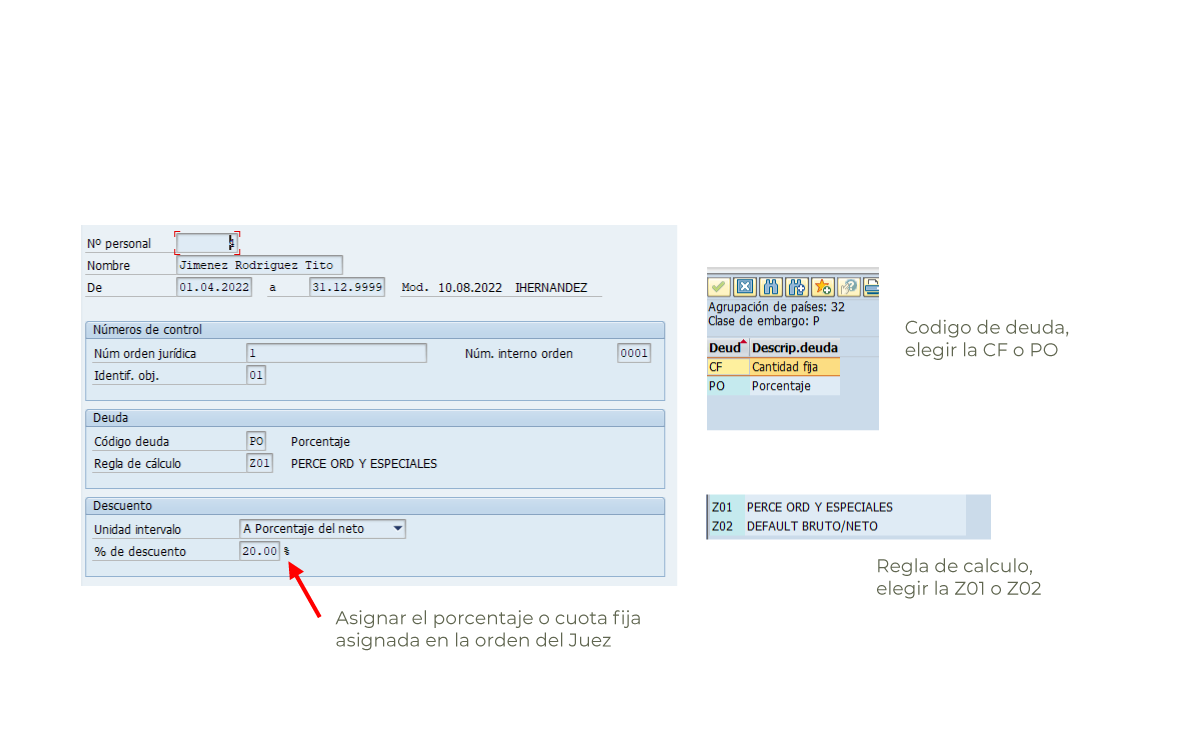 Nº personal
Nombre Jimenez Rodriguez Tito
De 01.04.2022 a 31.12.9999 Mod. 10.08.2022 IHERNANDEZ
Números de control
Núm orden jurídica 1 Núm. interno orden 0001
Identif. obj. 01
Deuda
Código deuda PO Porcentaje
Regla de cálculo Z01 PERCE ORD Y ESPECIALES
Descuento
Unidad intervalo A Porcentaje del neto
% de descuento 20.00 %
Asignar el porcentaje o cuota fija
asignada en la orden del Juez
Agrupación de países: 32
Clase de embargo: P
Deud Descrip.deuda
CF Cantidad fija
PO Porcentaje
Codigo de deuda,
elegir la CF o PO
Z01 PERCE ORD Y ESPECIALES
Z02 DEFAULT BRUTO/NETO
Regla de calculo,
elegir la Z01 o Z02